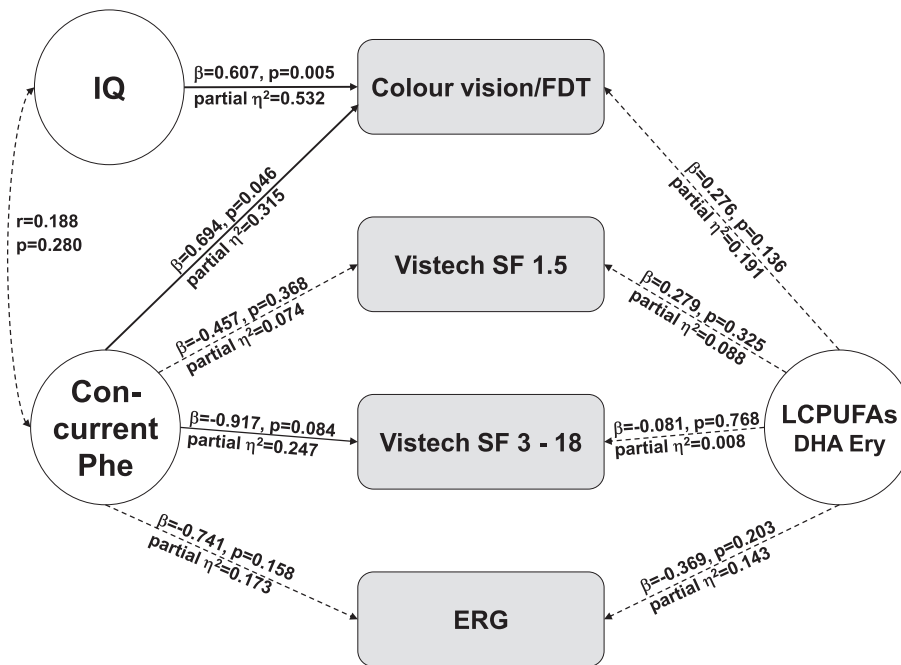 IQ
β=0.607, p=0.005
partial η²=0.532
Colour vision/FDT
r=0.188
p=0.280
β=0.694, p=0.046
partial η²=0.315
β=0.276, p=0.136
partial η²=0.191
Vistech SF 1.5
β=-0.457, p=0.368
partial η²=0.074
β=0.279, p=0.325
partial η²=0.088
Con-
current
Phe
β=-0.917, p=0.084
partial η²=0.247
Vistech SF 3 - 18
β=-0.081, p=0.768
partial η²=0.008
LCPUFAs
DHA Ery
β=-0.741, p=0.158
partial η²=0.173
β=-0.369, p=0.203
partial η²=0.143
ERG